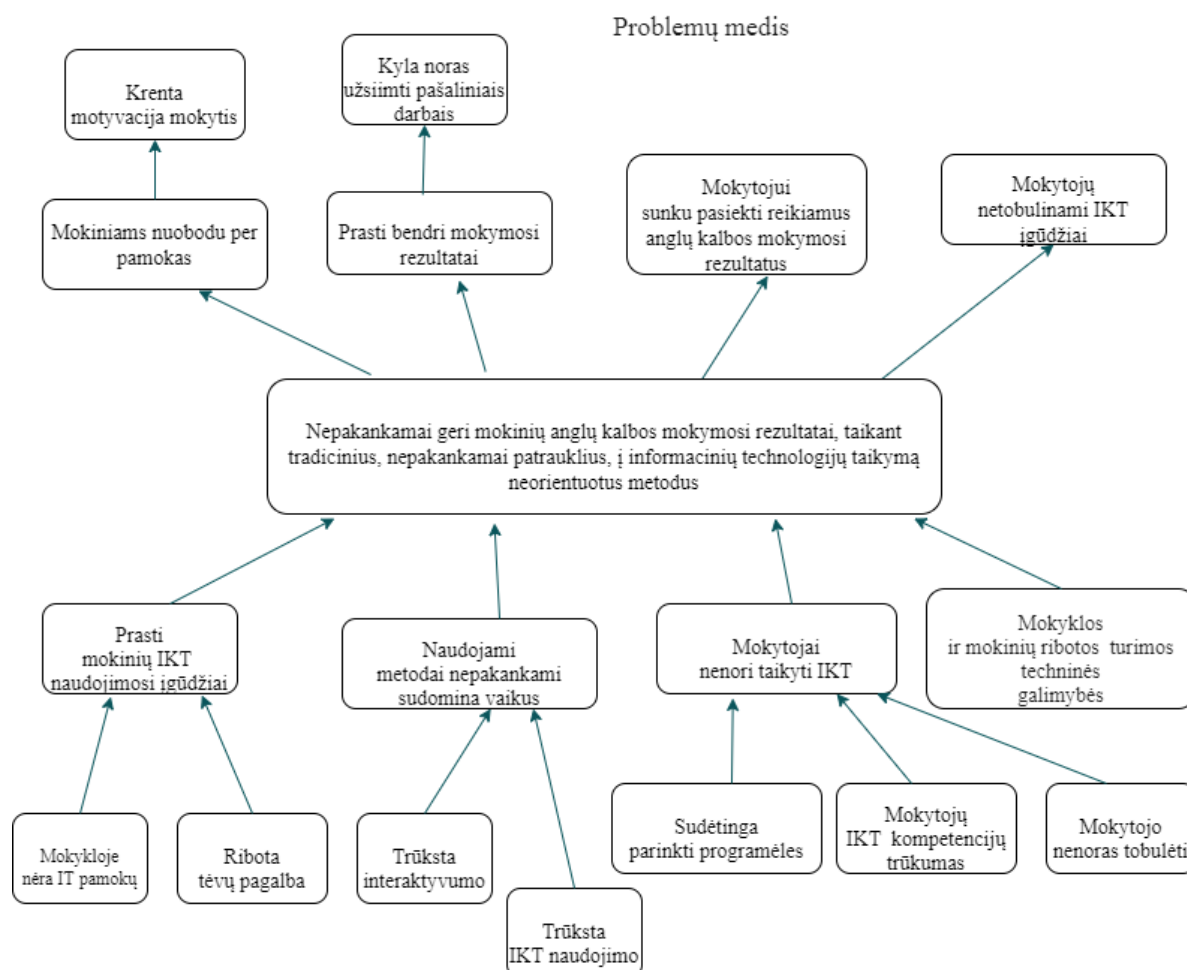 Problemų medis
Krenta
motyvacija mokytis
Kyla noras
užsiimti pašaliniais
darbais
Mokiniams nuobodu per
pamokas
Prasti bendri mokymosi
rezultatai
Mokytojui
sunku pasiekti reikiamus
anglų kalbos mokymosi
rezultatus
Mokytojų
netobulinami IKT
įgūdžiai
Nepakankamai geri mokinių anglų kalbos mokymosi rezultatai, taikant
tradicinius, nepakankamai patrauklius, į informacinių technologijų taikymą
neorientuotus metodus
Prasti
mokinių IKT
naudojimosi įgūdžiai
Naudojami
metodai nepakankami
sudomina vaikus
Mokytojai
nenori taikyti IKT
Mokyklos
ir mokinių ribotos turimos
techninės
galimybės
Mokykloje
nėra IT pamokų
Ribota
tėvų pagalba
Trūksta
interaktyvumo
Trūksta
IKT naudojimo
Sudėtinga
parinkti programėles
Mokytojų
IKT kompetencijų
trūkumas
Mokytojo
nenoras tobulėti